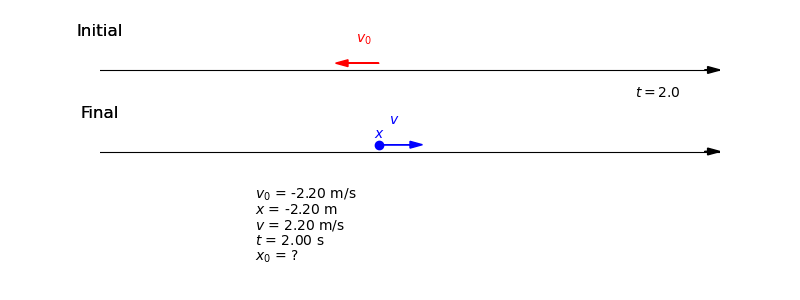 Initial
v₀
t = 2.0
Final
v
x
v₀ = -2.20 m/s
x = -2.20 m
v = 2.20 m/s
t = 2.00 s
x₀ = ?